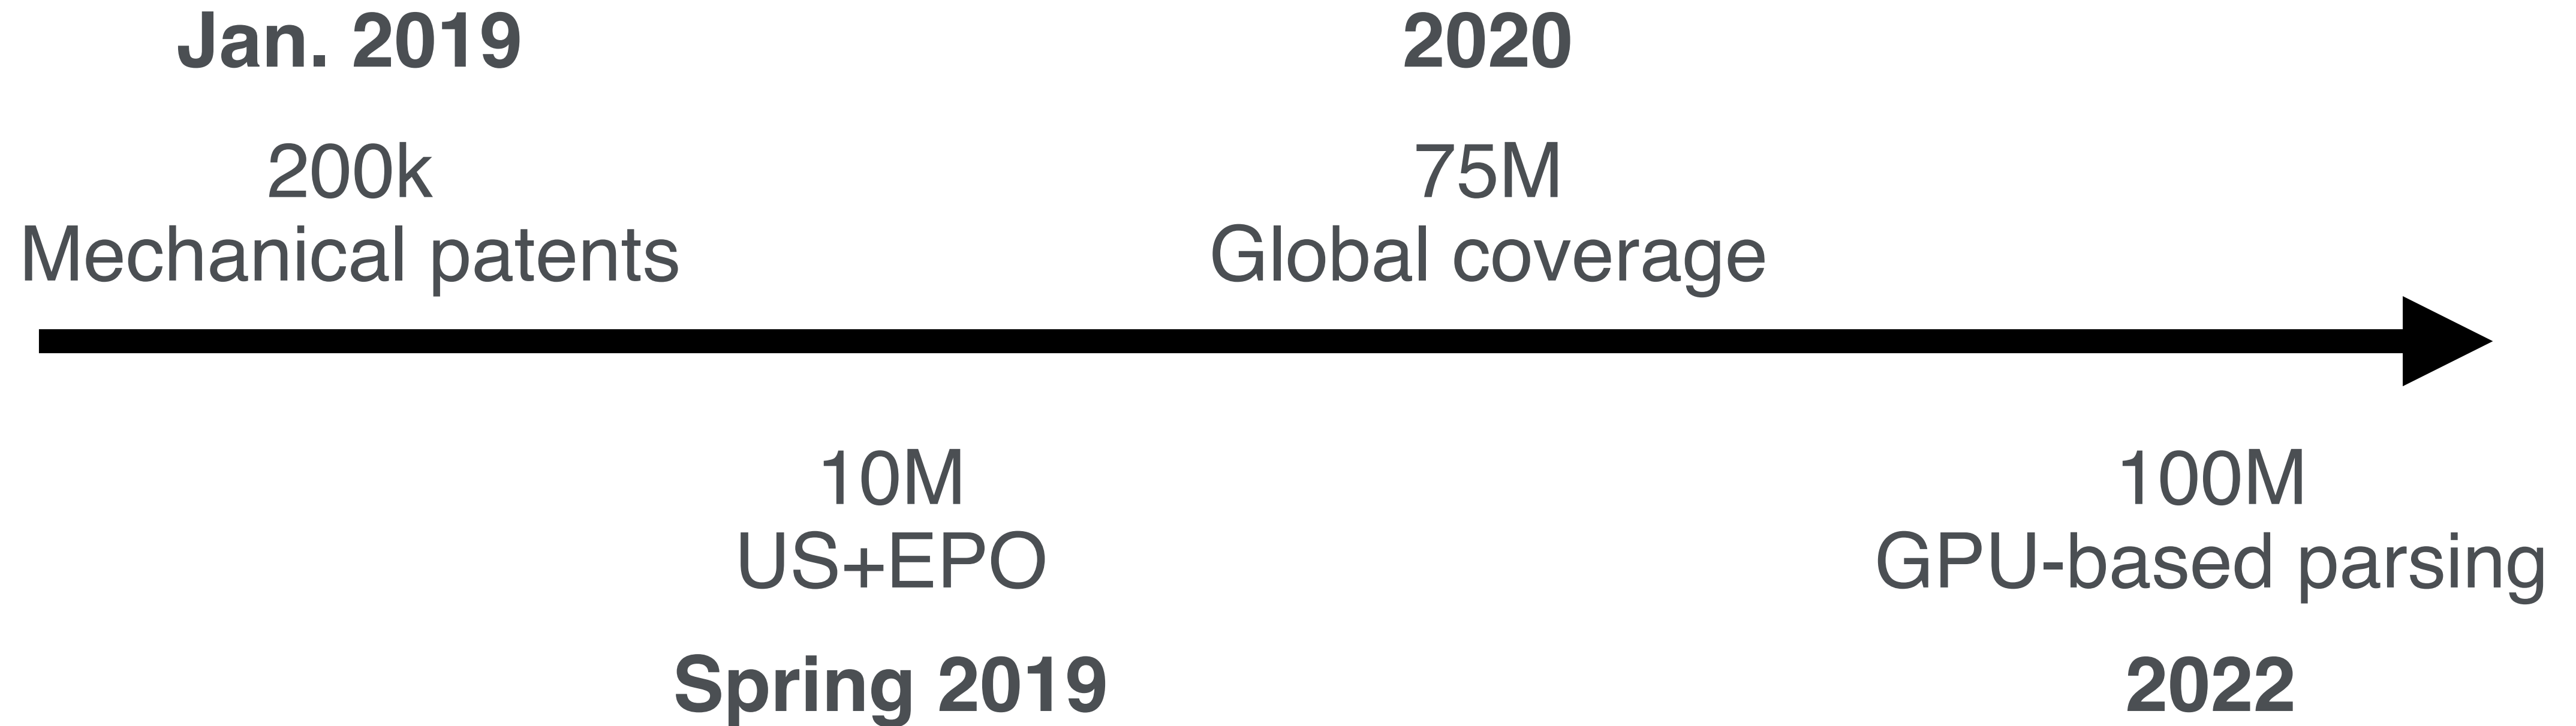 Jan. 2019
200k
Mechanical patents
10M
US+EPO
Spring 2019
2020
75M
Global coverage
100M
GPU-based parsing
2022